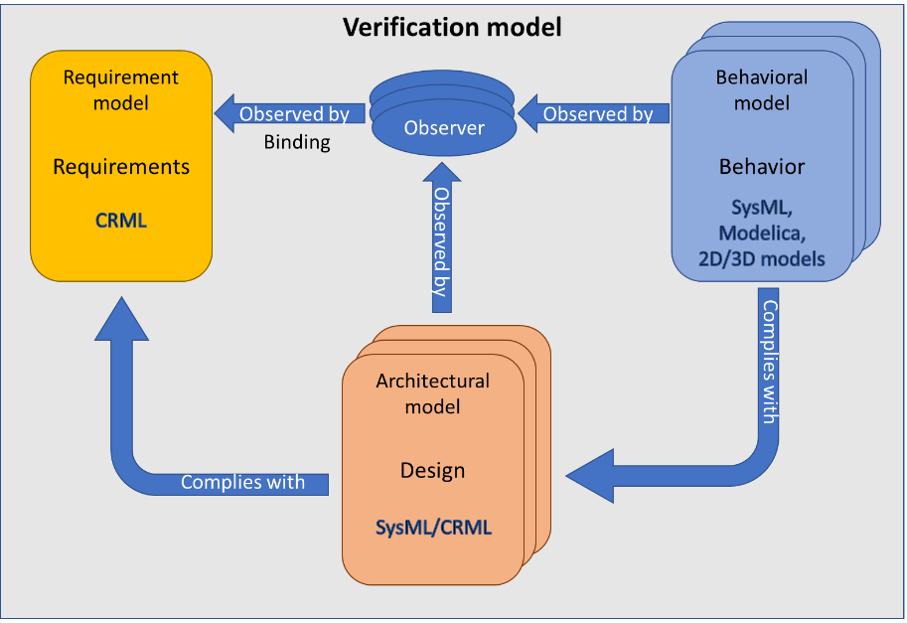 Verification model
Requirement
model
Requirements
CRML
Observed by
Binding
Observer
Observed by
Behavioral
model
Behavior
SysML,
Modelica,
2D/3D models
Observed by
Complies with
Architectural
model
Design
SysML/CRML
Complies with